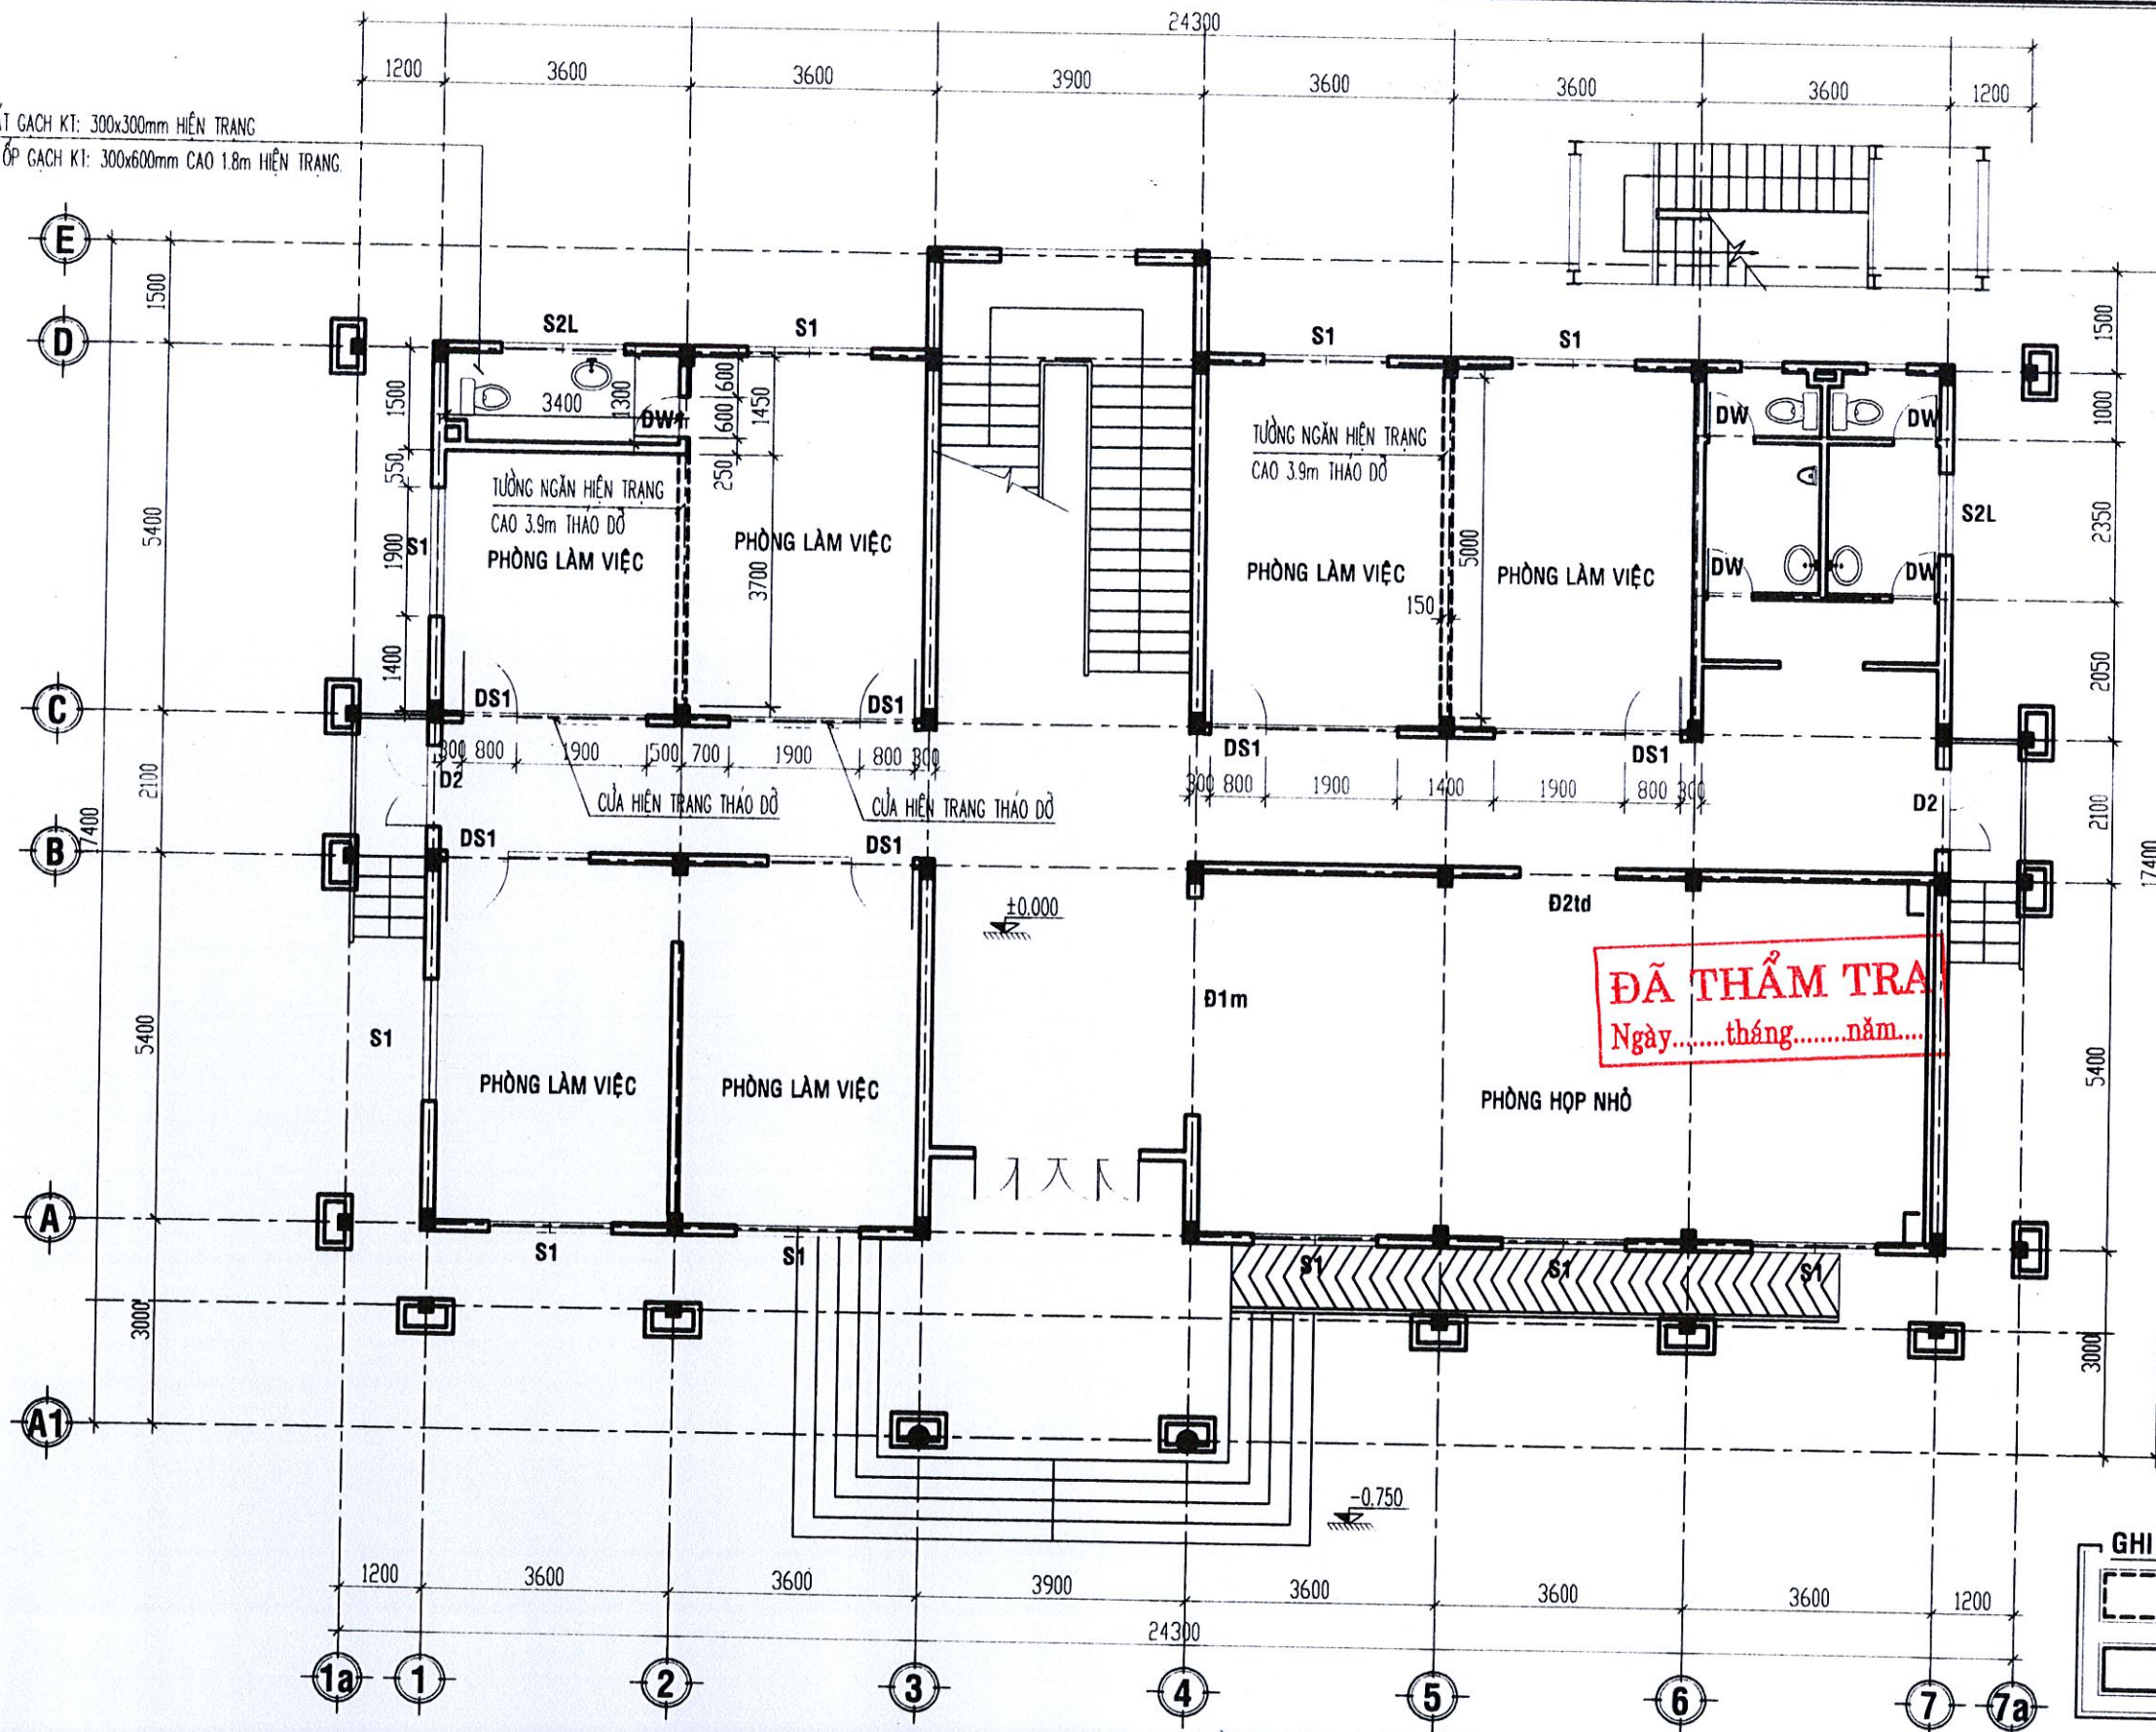 24300
1200 3600 3600 3900 3600 3600 3600 1200
GẠCH KT: 300x300mm HIỆN TRẠNG
ỐP GẠCH KT: 300x600mm CAO 1.8m HIỆN TRẠNG.
E
1500
1500
D
S2L
S1
S1
S1
1500
3400
1300
DW
600
600
250
1450
DW
DW
1000
TƯỜNG NGĂN HIỆN TRẠNG
CAO 3.9m THÁO DỠ
TƯỜNG NGĂN HIỆN TRẠNG
CAO 3.9m THÁO DỠ
550
5400
1900
S1
PHÒNG LÀM VIỆC
PHÒNG LÀM VIỆC
3700
PHÒNG LÀM VIỆC
5000
150
PHÒNG LÀM VIỆC
DW
DW
S2L
2350
1400
2050
C
DS1
DS1
DS1
DS1
300 800 1900 500 700 1900 800 300
300 800 1900 1400 1900 800 300
D2
CỬA HIỆN TRẠNG THÁO DỠ
CỬA HIỆN TRẠNG THÁO DỠ
D2
2100
2100
17400
17400
B
DS1
DS1
±0.000
Đ2td
Đ1m
ĐÃ THẨM TRA
Ngày........tháng........năm....
S1
5400
5400
PHÒNG LÀM VIỆC
PHÒNG LÀM VIỆC
PHÒNG HỌP NHỎ
A
S1
S1
S1
S1
S1
3000
3000
A1
-0.750
GHI
1200 3600 3600 3900 3600 3600 3600 1200
24300
1a 1 2 3 4 5 6 7 7a